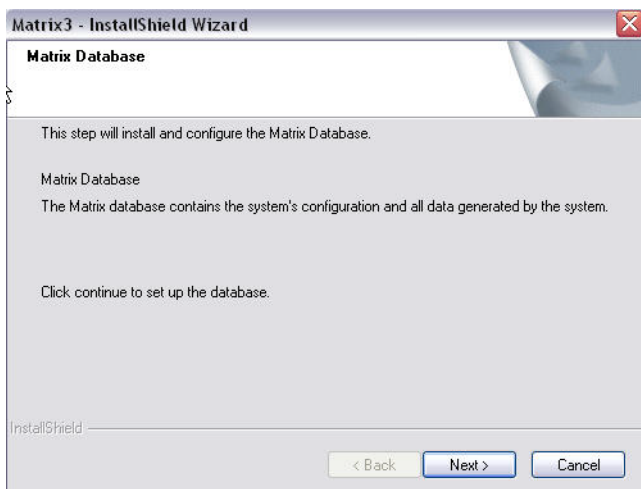 Matrix3 - InstallShield Wizard
Matrix Database
This step will install and configure the Matrix Database.
Matrix Database
The Matrix database contains the system's configuration and all data generated by the system.
Click continue to set up the database.
InstallShield
< Back Next > Cancel